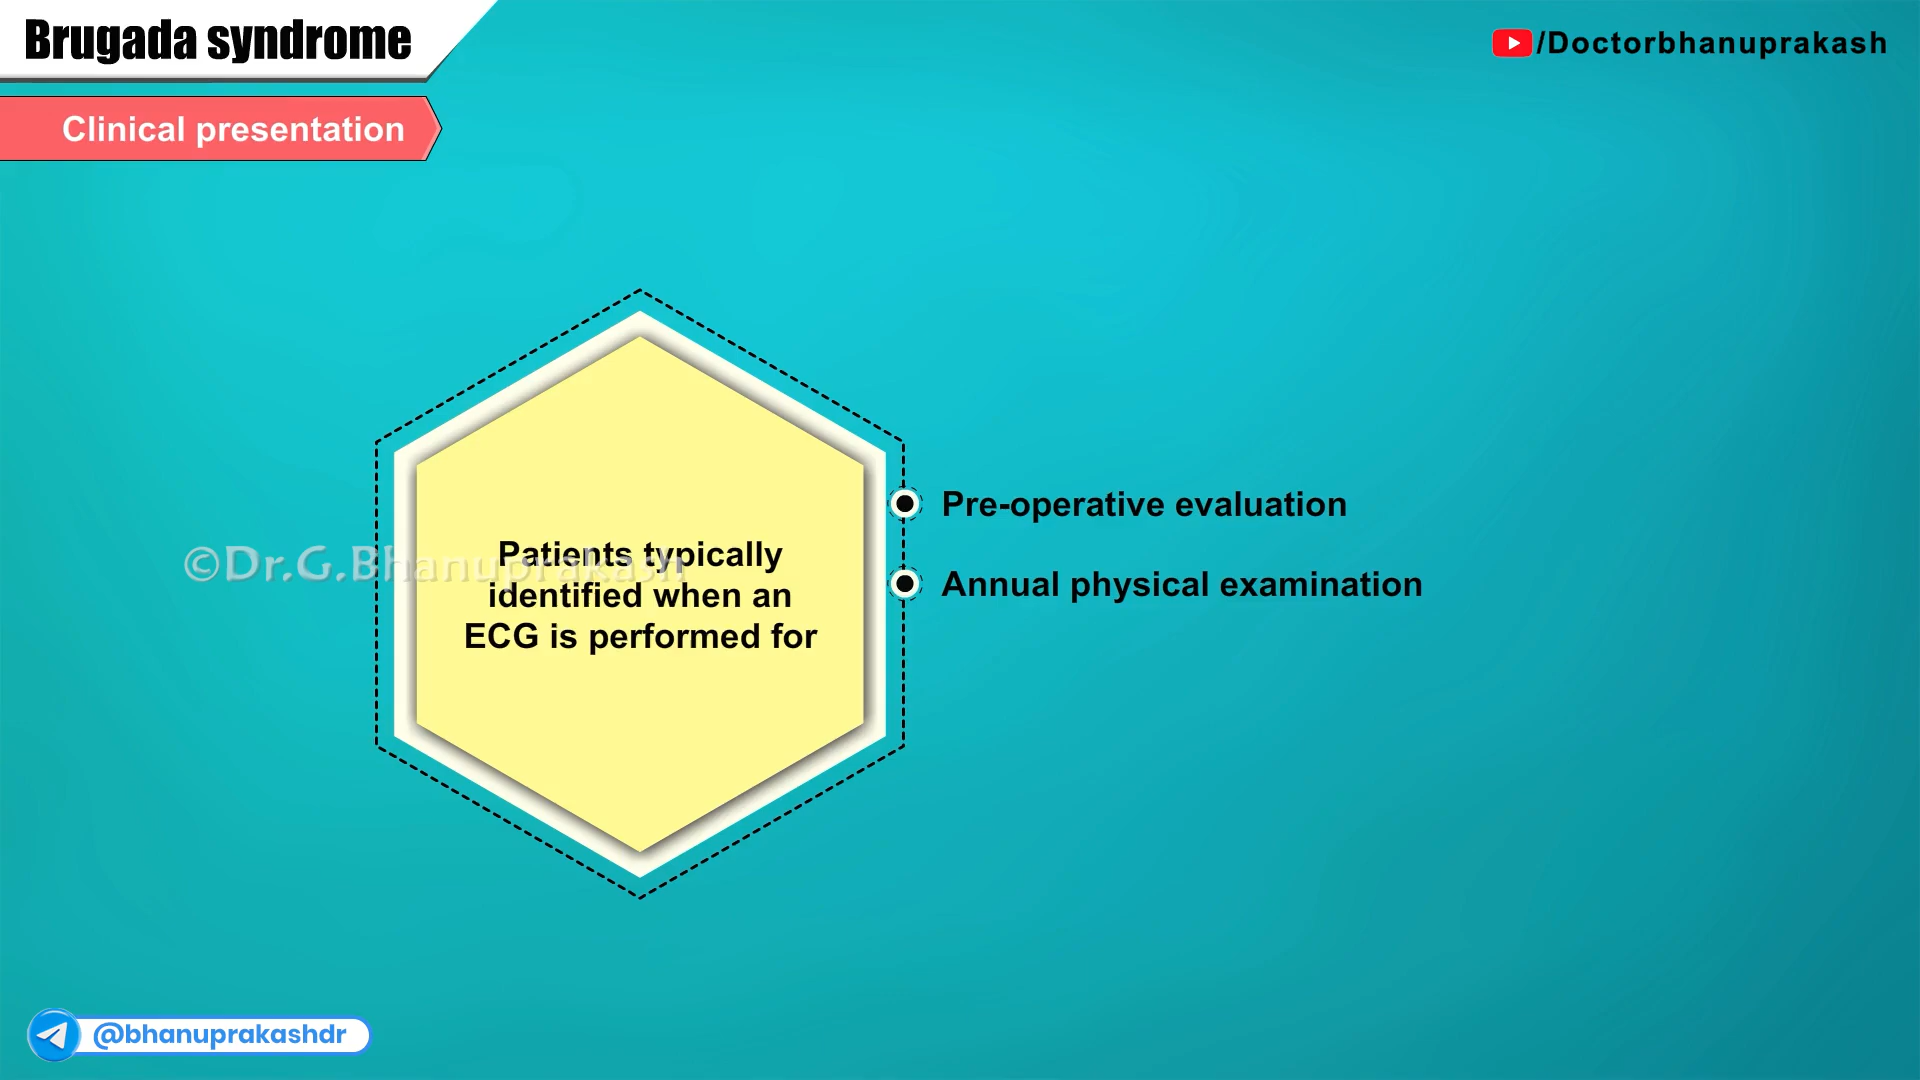 Brugada syndrome
/Doctorbhanuprakash
Clinical presentation
Pre-operative evaluation
©Dr.G.Bhanuprakash
Patients typically
identified when an
ECG is performed for
Annual physical examination
@bhanuprakashdr